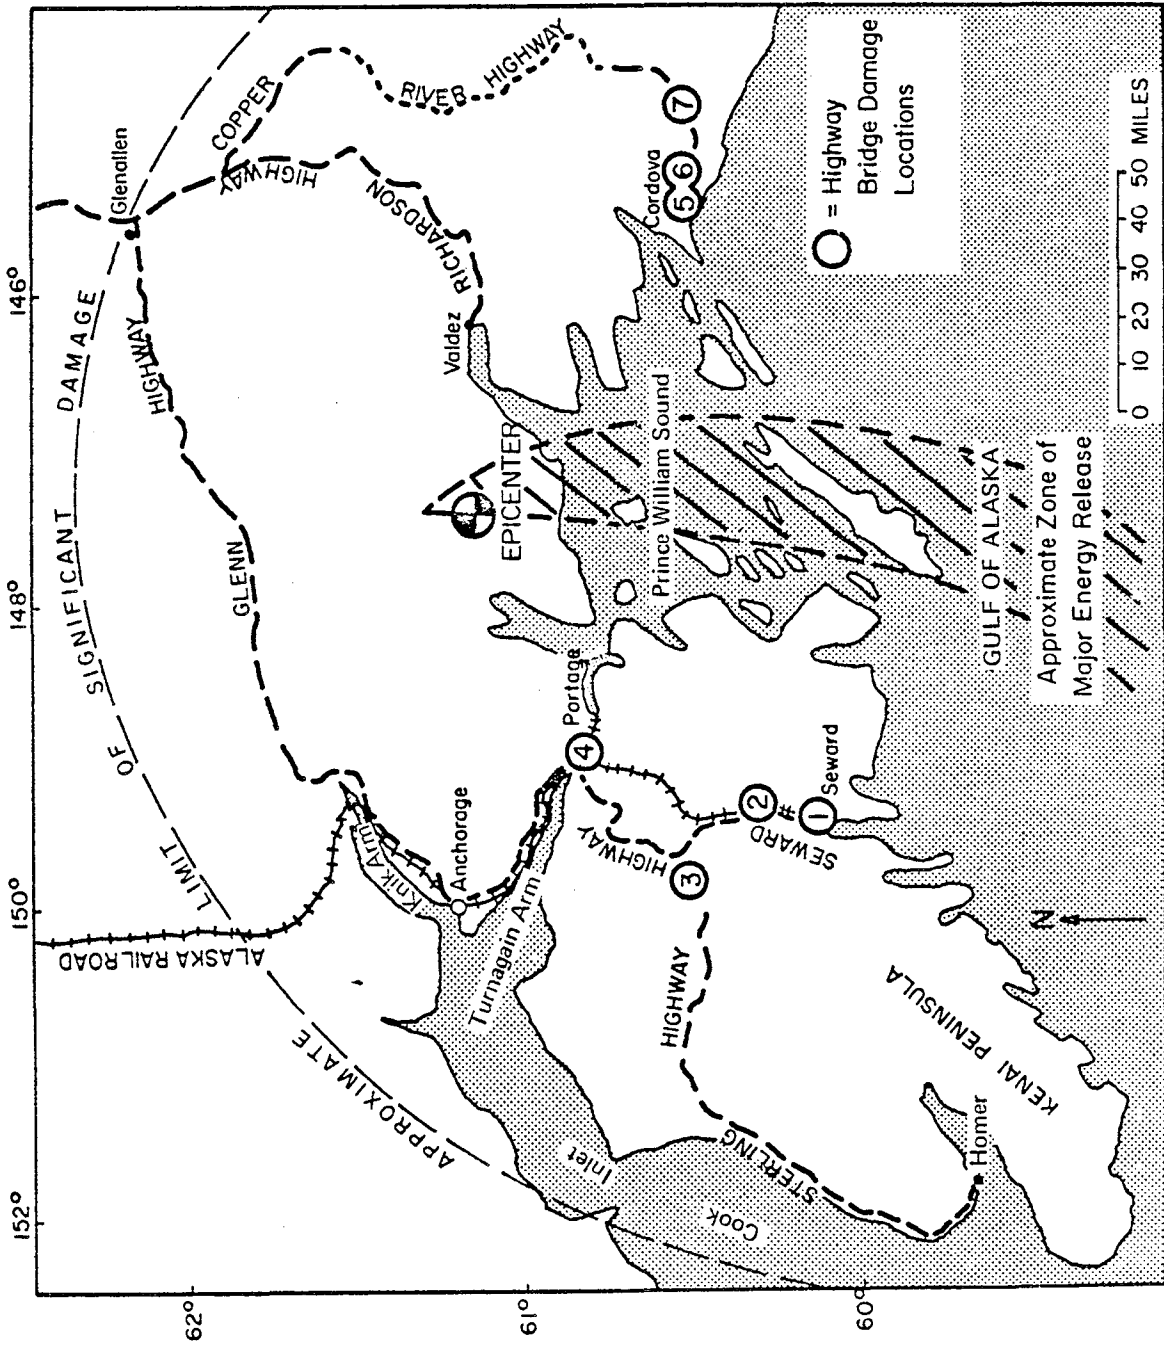 152°
150°
148°
146°
62°
61°
60°
APPROXIMATE LIMIT OF SIGNIFICANT DAMAGE
ALASKA RAILROAD
GLENN HIGHWAY
Glenallen
COPPER RIVER HIGHWAY
RICHARDSON HIGHWAY
Valdez
Knik Arm
Anchorage
Turnagain Arm
EPICENTER
Portage
4
Prince William Sound
Cordova
5
6
7
Cook Inlet
STERLING HIGHWAY
3
SEWARD HIGHWAY
2
1
Seward
Homer
KENAI PENINSULA
N
GULF OF ALASKA
Approximate Zone of
Major Energy Release
= Highway
Bridge Damage
Locations
0 10 20 30 40 50 MILES